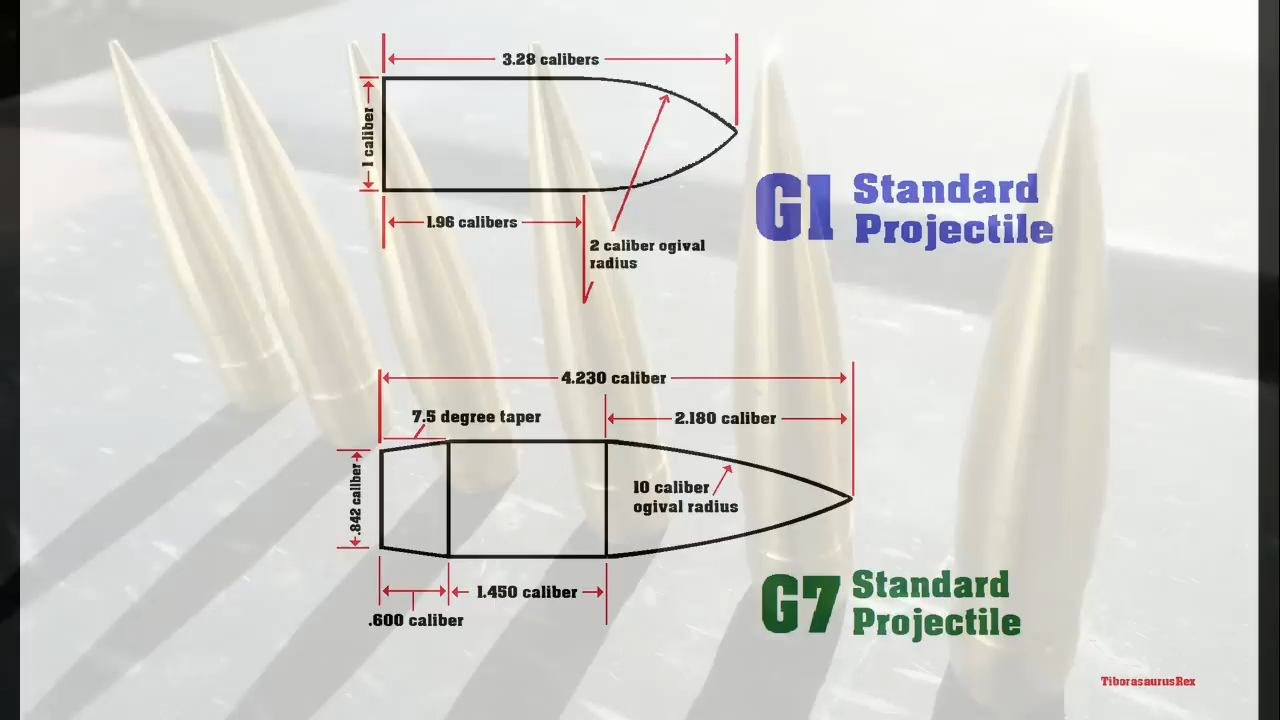 3.28 calibers
1 caliber
1.96 calibers
2 caliber ogival
radius
G1 Standard
Projectile
4.230 caliber
2.180 caliber
7.5 degree taper
.842 caliber
10 caliber
ogival radius
1.450 caliber
.600 caliber
G7 Standard
Projectile
TiborasaurusRex